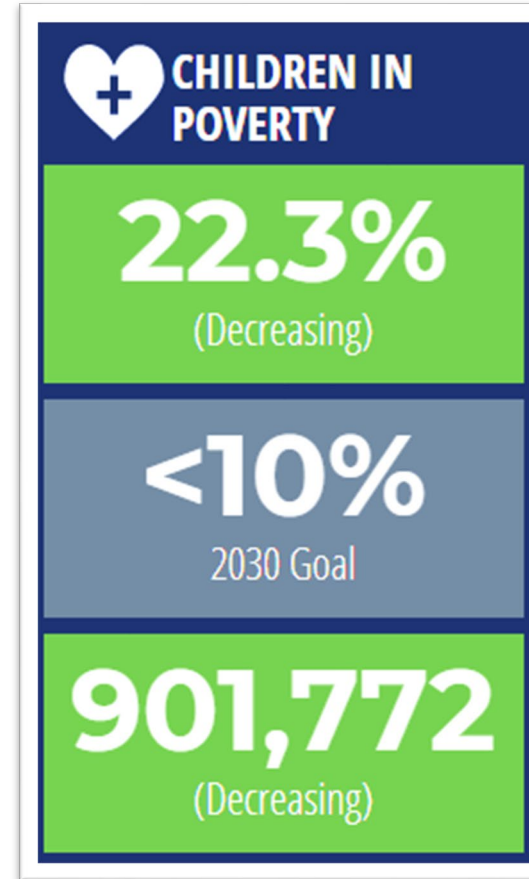 CHILDREN IN
POVERTY
22.3%
(Decreasing)
<10%
2030 Goal
901,772
(Decreasing)